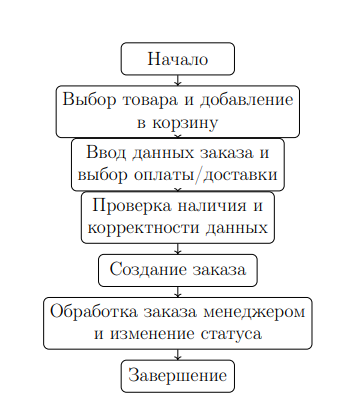 Начало
Выбор товара и добавление
в корзину
Ввод данных заказа и
выбор оплаты/доставки
Проверка наличия и
корректности данных
Создание заказа
Обработка заказа менеджером
и изменение статуса
Завершение